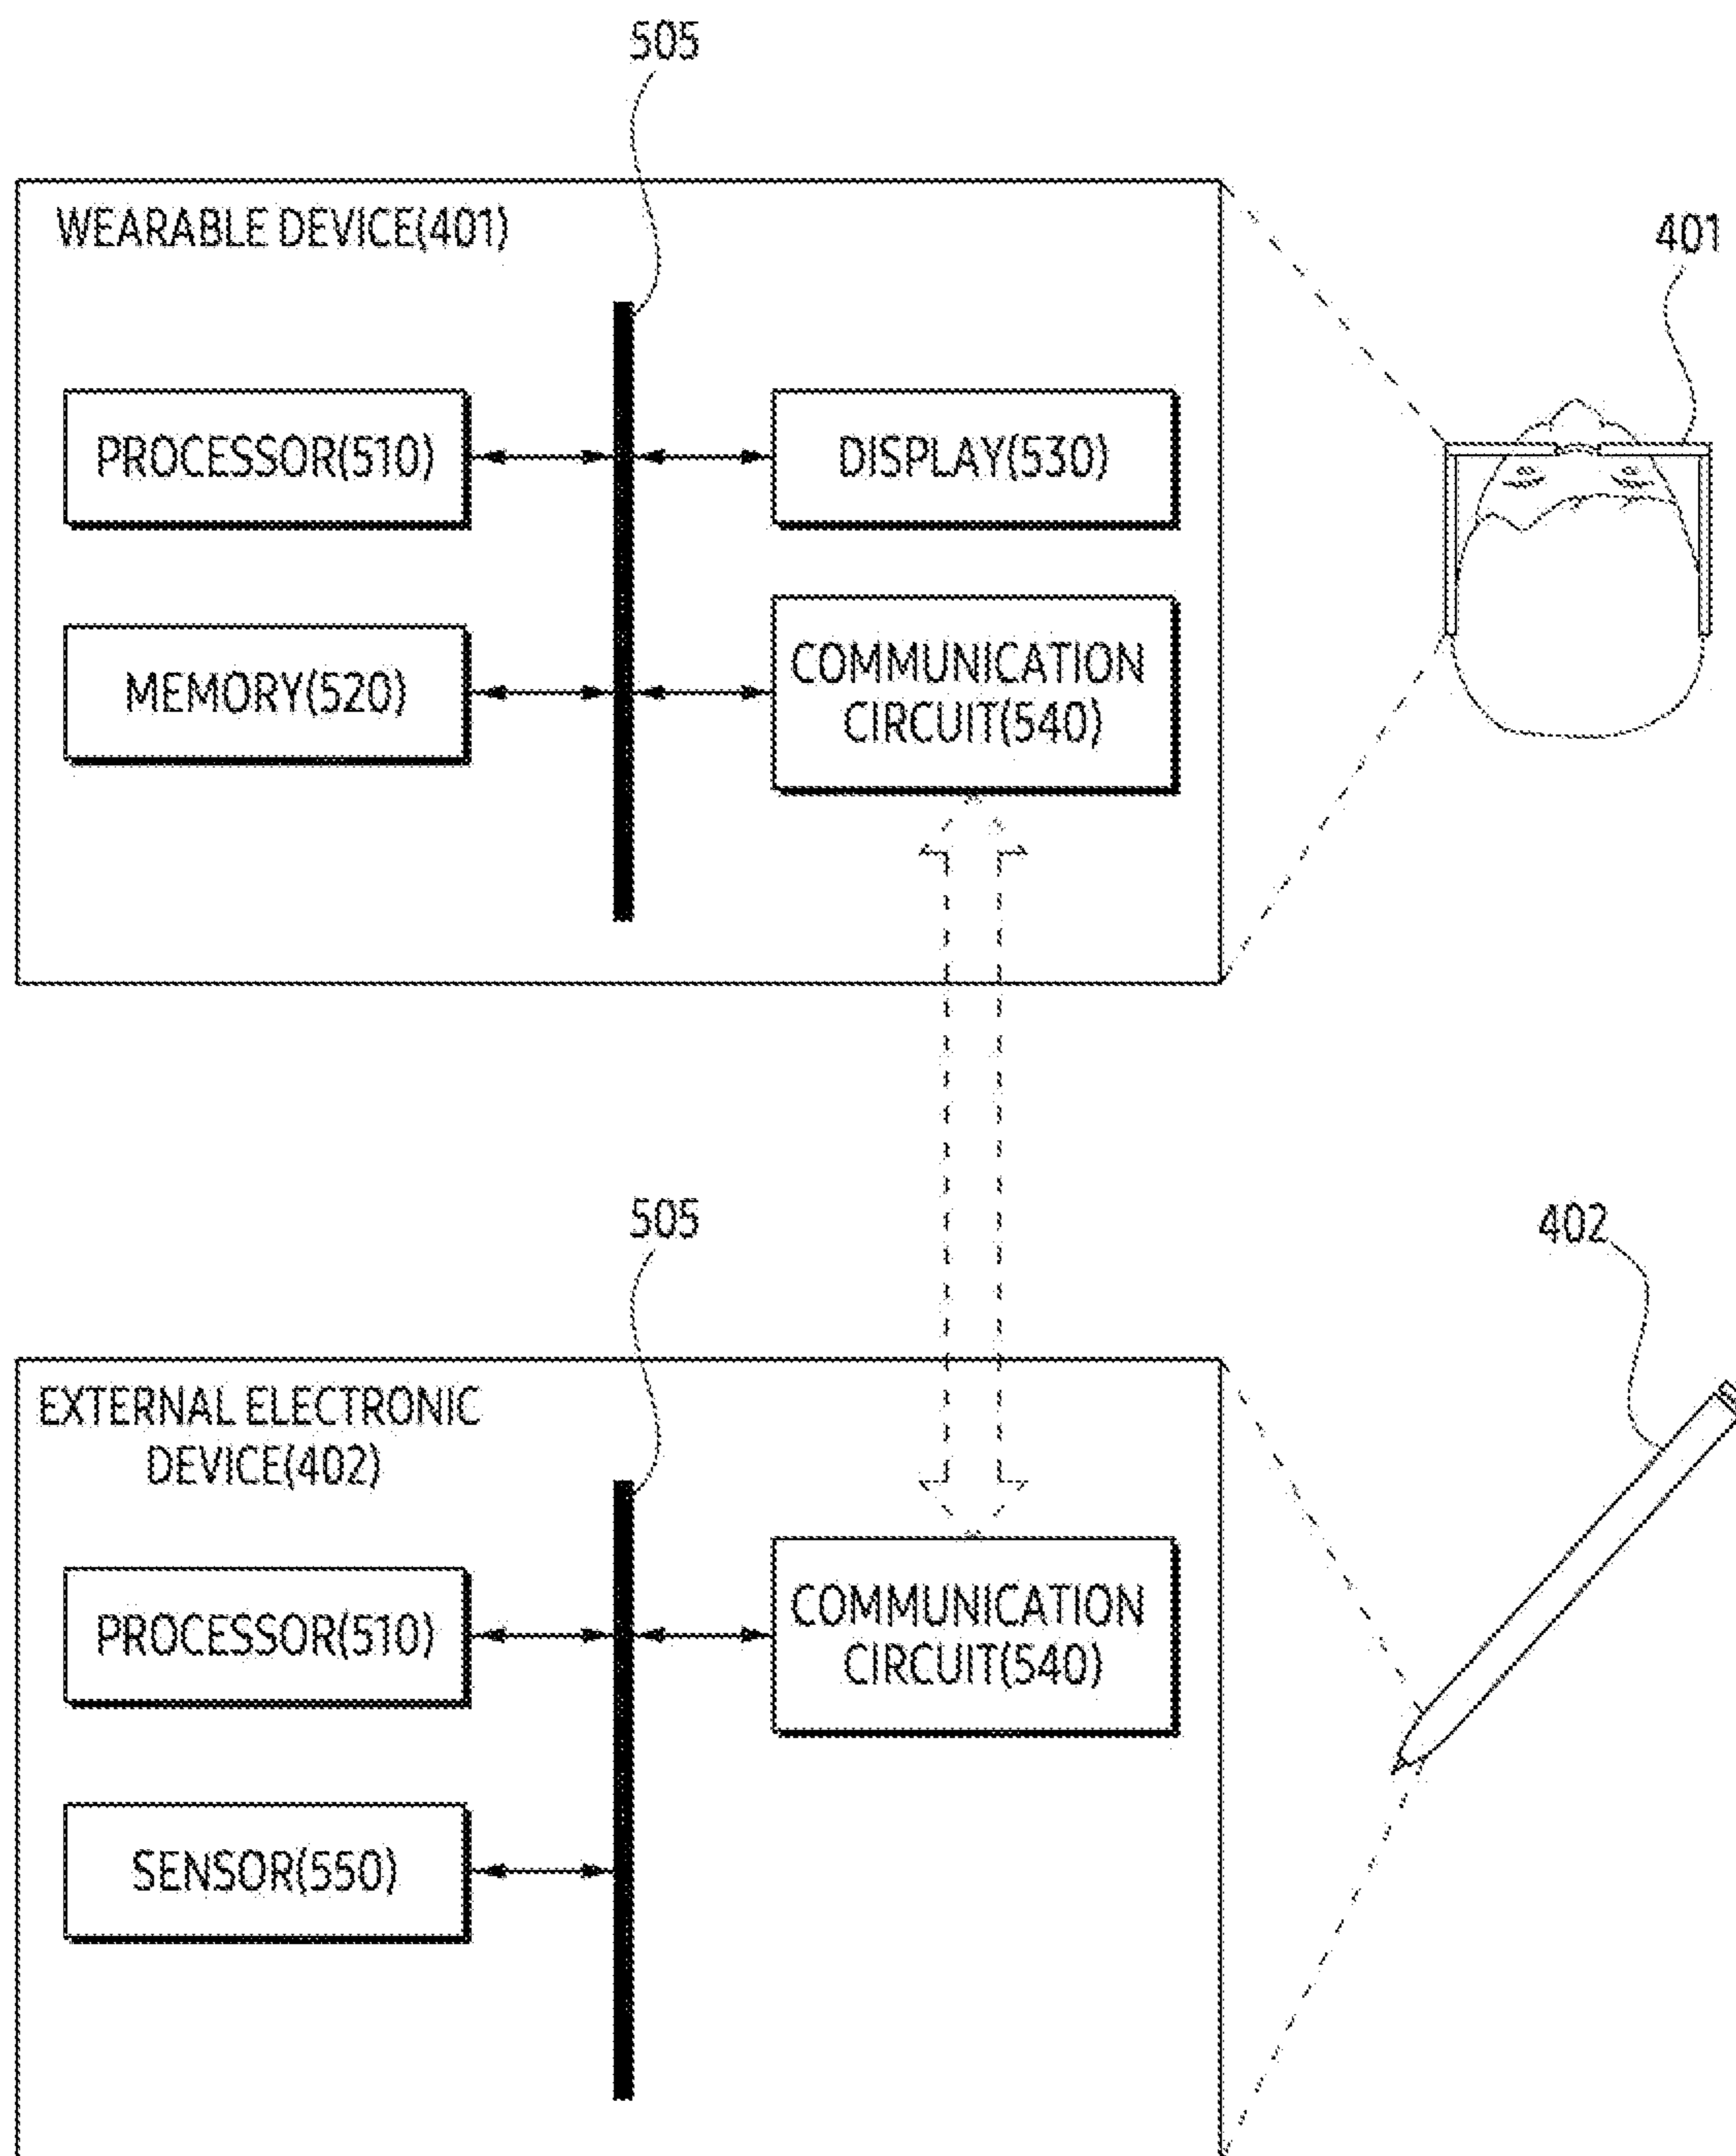 505
WEARABLE DEVICE(401)
401
PROCESSOR(510)
DISPLAY(530)
MEMORY(520)
COMMUNICATION
CIRCUIT(540)
505
402
EXTERNAL ELECTRONIC
DEVICE(402)
PROCESSOR(510)
COMMUNICATION
CIRCUIT(540)
SENSOR(550)